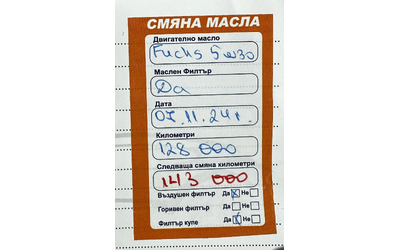 СМЯНА МАСЛА
Двигателно масло
Fuchs 5w30
Маслен Филтър
Да
Дата
07.11.24г.
Километри
128 000
Следваща смяна километри
143 000
Въздушен филтър Да ☒ Не ☐
Горивен филтър Да ☐ Не ☐
Филтър купе Да ☒ Не ☐